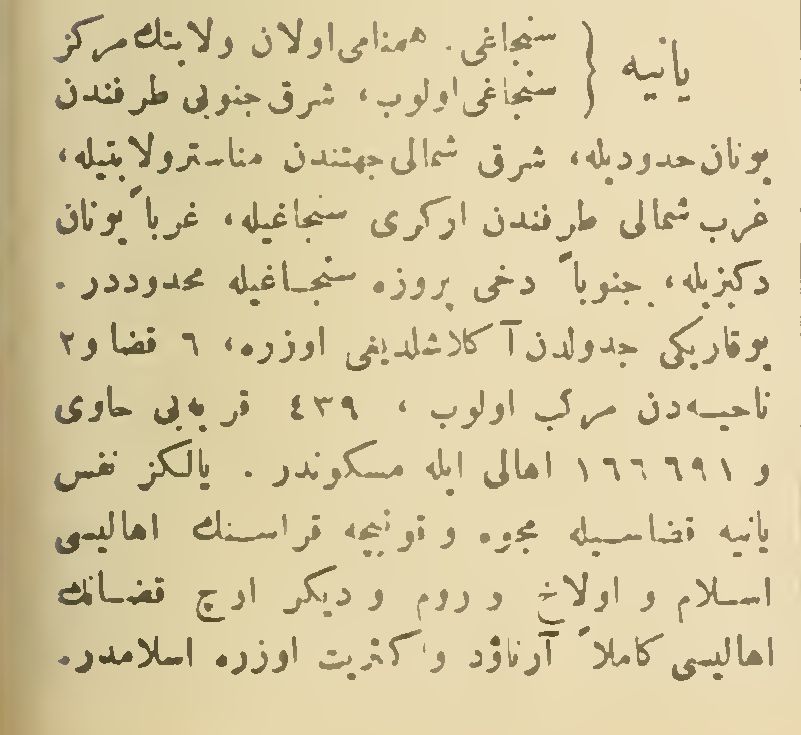 يانيه { سنجاغى. همنامى اولان ولايتك مركز
سنجاغى اولوب، شرق جنوبى طرفندن
يونان حدوديله، شرق شمالى جهتندن مناستر ولايتيله،
غرب شمالى طرفندن اركرى سنجاغيله، غرباً يونان
دكزيله، جنوباً دخى پروزه سنجاغيله محدوددر.
يوقاريكى جدولدن آكلاشلديغى اوزره، ٦ قضا و ٢
ناحيه‌دن مركب اولوب، ٤٣٩ قريه‌يى حاوى
و ١٦٦ ٦٩١ اهالى ايله مسكوندر. يالكز نفس
يانيه قضاسيله مجوه و قونيچه قراسنك اهاليسى
اسلام و اولاخ و روم و ديكر اوچ قضانك
اهاليسى كاملاً آرناؤد و اكثريت اوزره اسلامدر.